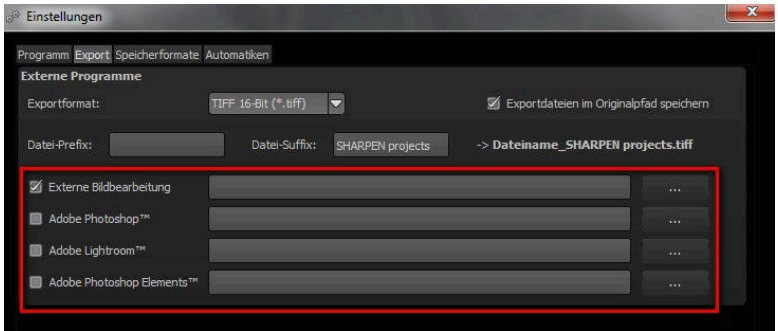 Einstellungen
Programm Export Speicherformate Automatiken
Externe Programme
Exportformat: TIFF 16-Bit (*.tiff) Exportdateien im Originalpfad speichern
Datei-Prefix: Datei-Suffix: SHARPEN projects -> Dateiname_SHARPEN projects.tiff
Externe Bildbearbeitung ...
Adobe Photoshop™ ...
Adobe Lightroom™ ...
Adobe Photoshop Elements™ ...